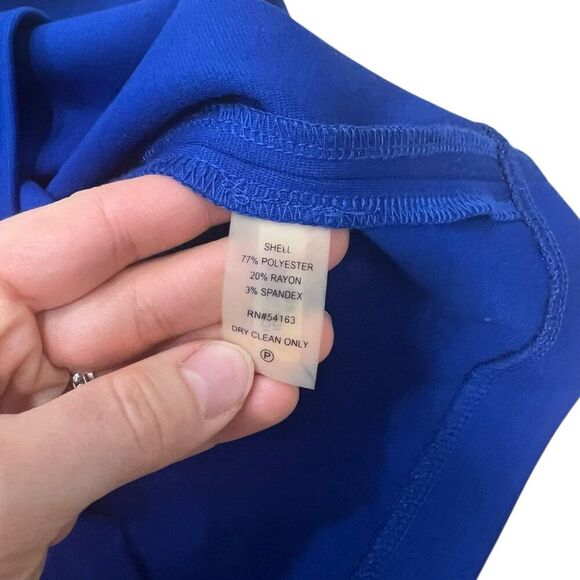 SHELL
77% POLYESTER
20% RAYON
3% SPANDEX
RN#54163
DRY CLEAN ONLY
P